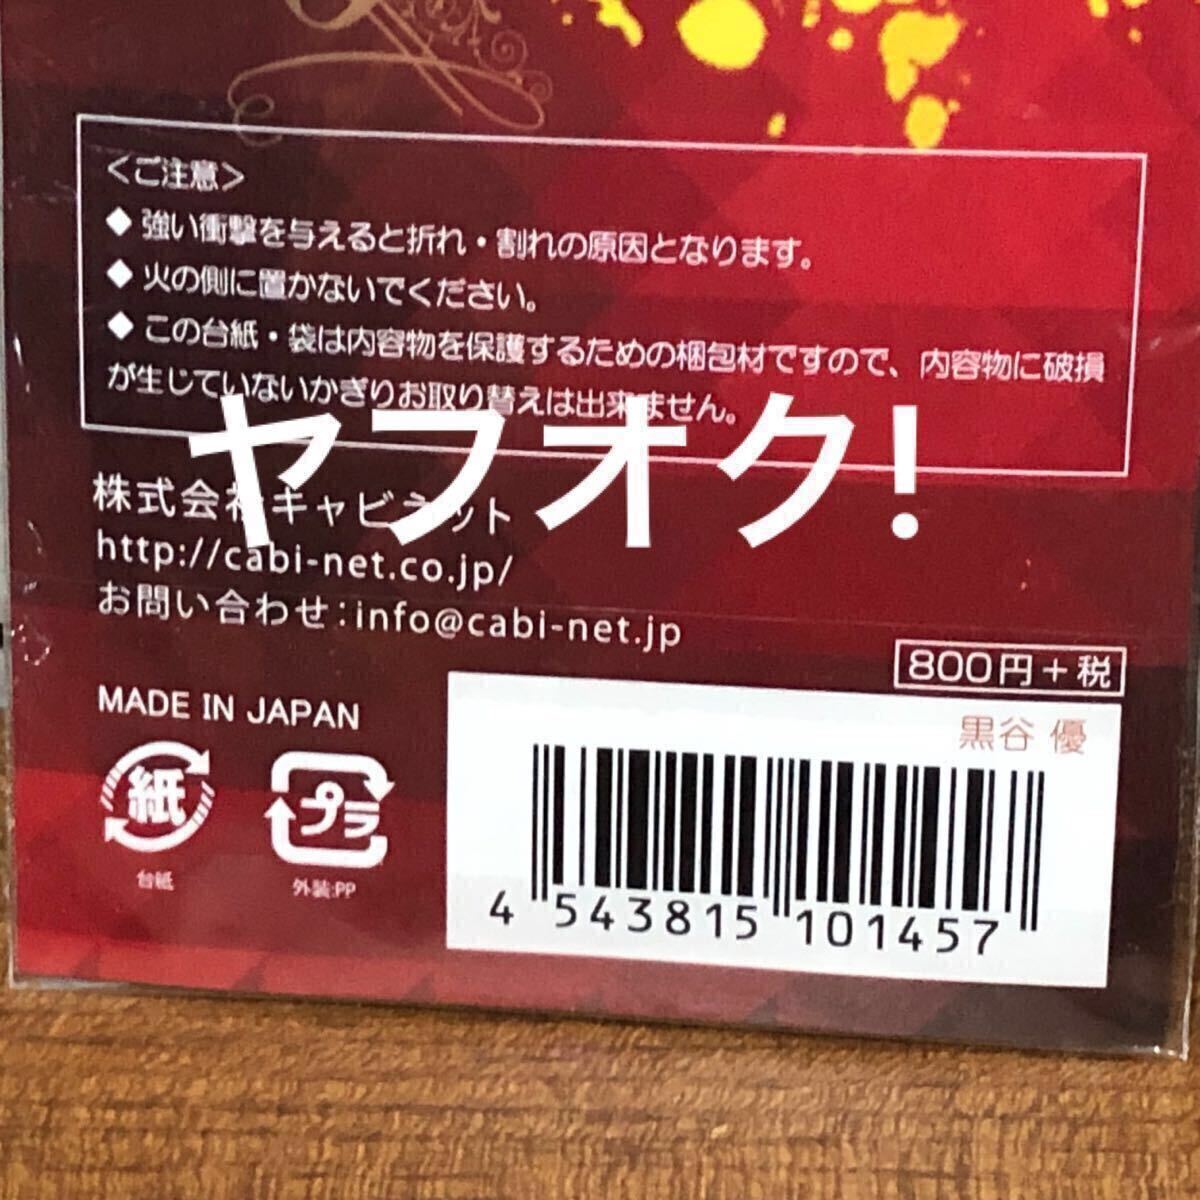 ＜ご注意＞
◆ 強い衝撃を与えると折れ・割れの原因となります。
◆ 火の側に置かないでください。
◆ この台紙・袋は内容物を保護するための梱包材ですので、内容物に破損
が生じていないかぎりお取り替えは出来ません。
ヤフオク!
株式会社キャビネット
http://cabi-net.co.jp/
お問い合わせ：info@cabi-net.jp
800円＋税
MADE IN JAPAN
黒谷 優
紙
プラ
台紙
外装:PP
4 543815 101457